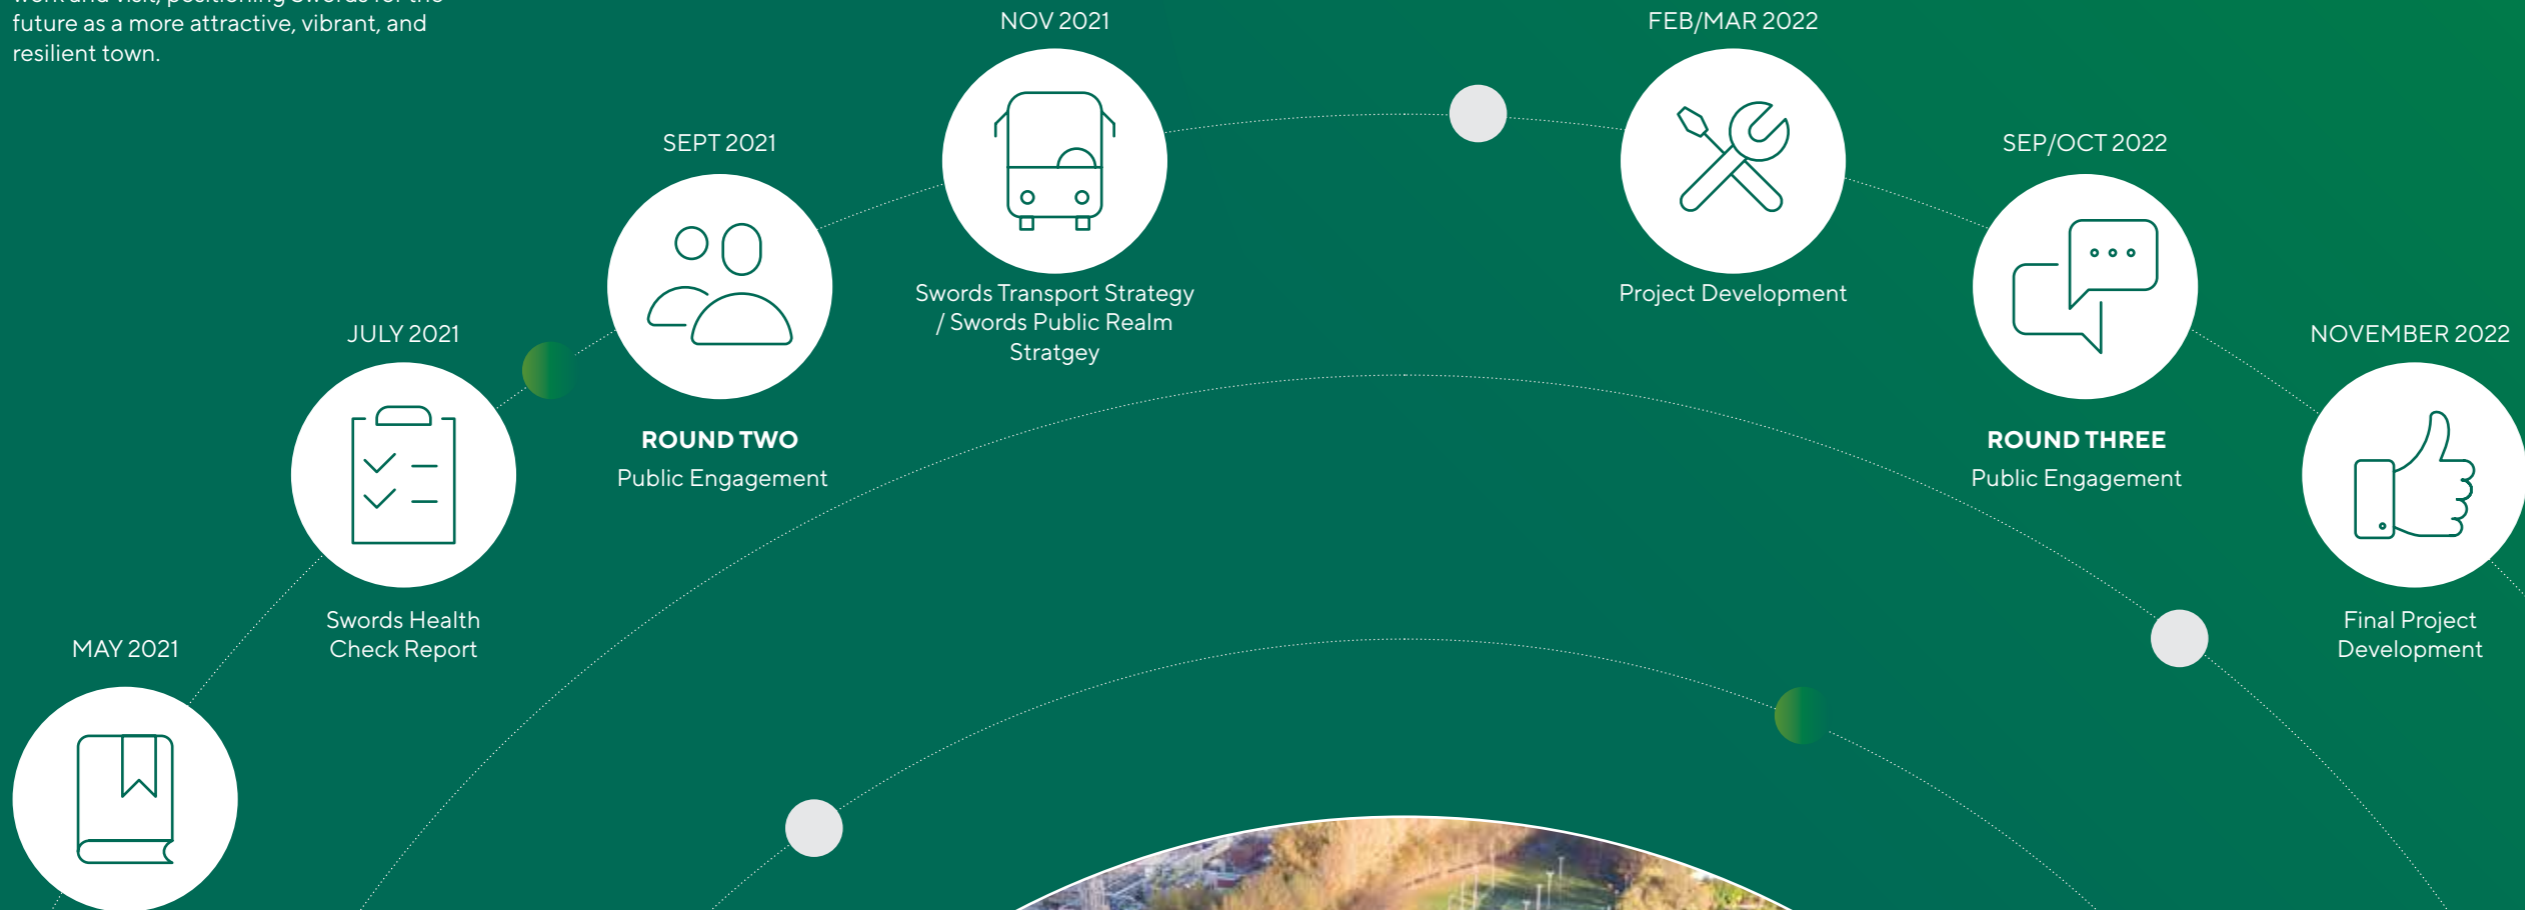 future as a more attractive, vibrant, and
resilient town.
MAY 2021
JULY 2021
Swords Health
Check Report
SEPT 2021
ROUND TWO
Public Engagement
NOV 2021
Swords Transport Strategy
/ Swords Public Realm
Stratgey
FEB/MAR 2022
Project Development
SEP/OCT 2022
ROUND THREE
Public Engagement
NOVEMBER 2022
Final Project
Development